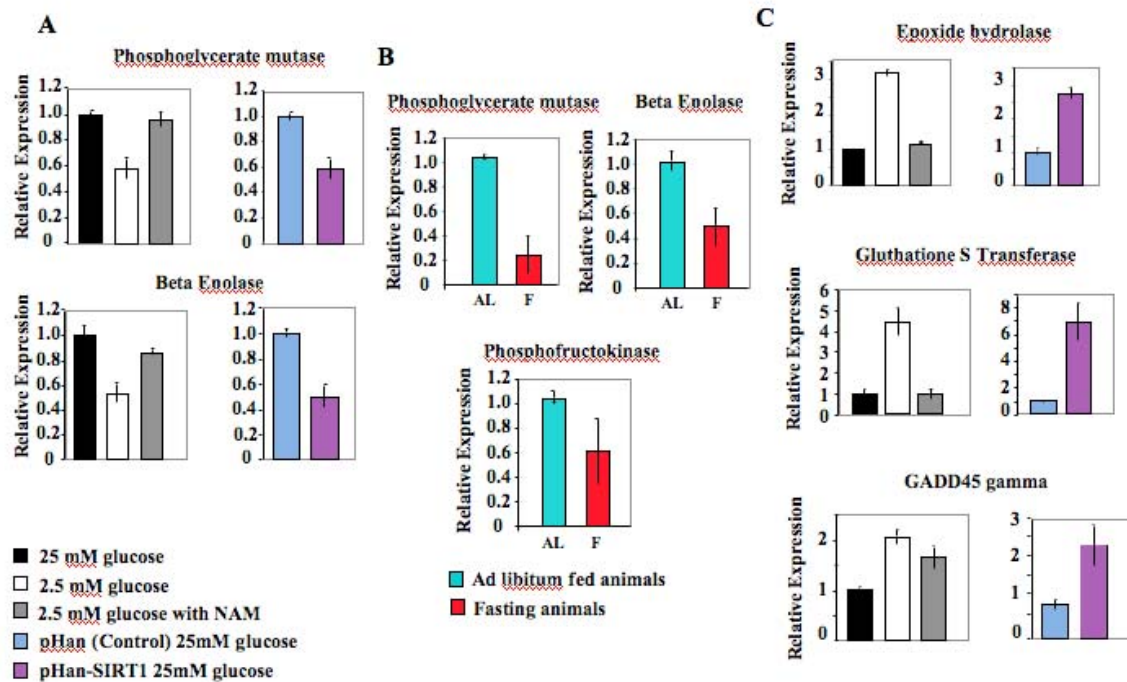 A
Phosphoglycerate mutase
Relative Expression
1.2
1.0
0.8
0.6
0.4
0.2
0
1.2
1.0
0.8
0.6
0.4
0.2
0
Beta Enolase
Relative Expression
1.2
1.0
0.8
0.6
0.4
0.2
0
1.2
1.0
0.8
0.6
0.4
0.2
0
25 mM glucose
2.5 mM glucose
2.5 mM glucose with NAM
pHan (Control) 25mM glucose
pHan-SIRT1 25mM glucose
B
Phosphoglycerate mutase
Relative Expression
1.2
1.0
0.8
0.6
0.4
0.2
0
AL F
Beta Enolase
Relative Expression
1.2
1.0
0.8
0.6
0.4
0.2
0
AL F
Phosphofructokinase
Relative Expression
1.2
1.0
0.8
0.6
0.4
0.2
0
AL F
Ad libitum fed animals
Fasting animals
C
Epoxide hydrolase
Relative Expression
3
2
1
0
3
2
1
0
Gluthatione S Transferase
Relative Expression
6
5
4
3
2
1
0
8
6
4
2
1
0
GADD45 gamma
Relative Expression
2
1
0
3
2
1
0